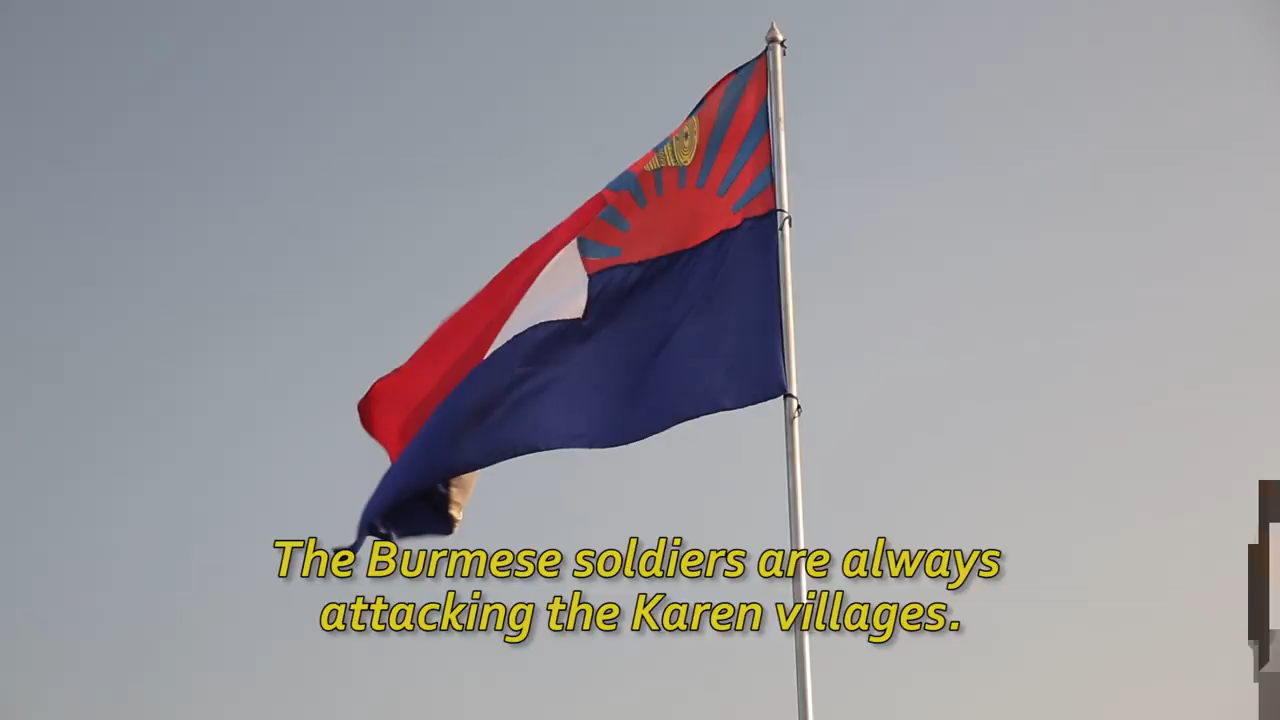 The Burmese soldiers are always
attacking the Karen villages.